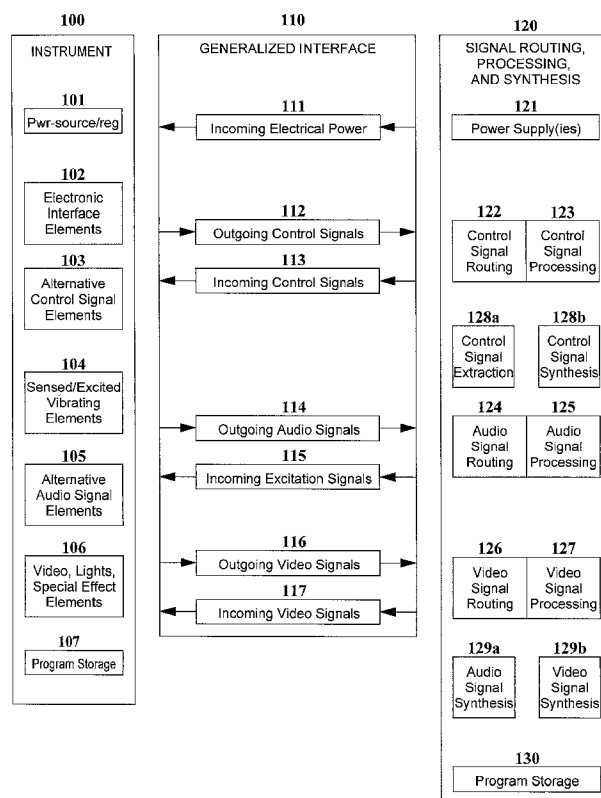 100
INSTRUMENT
101
Pwr-source/reg
102
Electronic
Interface
Elements
103
Alternative
Control Signal
Elements
104
Sensed/Excited
Vibrating
Elements
105
Alternative
Audio Signal
Elements
106
Video, Lights,
Special Effect
Elements
107
Program Storage
110
GENERALIZED INTERFACE
111
Incoming Electrical Power
112
Outgoing Control Signals
113
Incoming Control Signals
114
Outgoing Audio Signals
115
Incoming Excitation Signals
116
Outgoing Video Signals
117
Incoming Video Signals
120
SIGNAL ROUTING,
PROCESSING,
AND SYNTHESIS
121
Power Supply(ies)
122
Control
Signal
Routing
123
Control
Signal
Processing
128a
Control
Signal
Extraction
128b
Control
Signal
Synthesis
124
Audio
Signal
Routing
125
Audio
Signal
Processing
126
Video
Signal
Routing
127
Video
Signal
Processing
129a
Audio
Signal
Synthesis
129b
Video
Signal
Synthesis
130
Program Storage